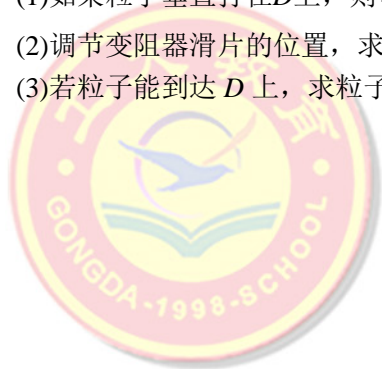 (1)如果粒子垂直打在D上，则
(2)调节变阻器滑片的位置，求
(3)若粒子能到达 D 上，求粒子
GONGDA-1998-SCHOOL